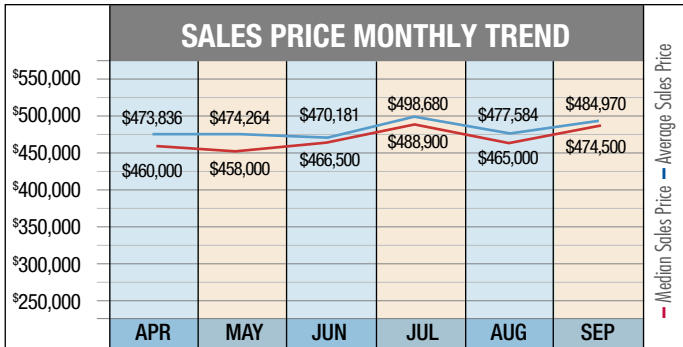 SALES PRICE MONTHLY TREND
$550,000
$500,000
$450,000
$400,000
$350,000
$300,000
$250,000
$473,836 $474,264 $470,181 $498,680 $477,584 $484,970
$460,000 $458,000 $466,500 $488,900 $465,000 $474,500
APR MAY JUN JUL AUG SEP
Median Sales Price Average Sales Price